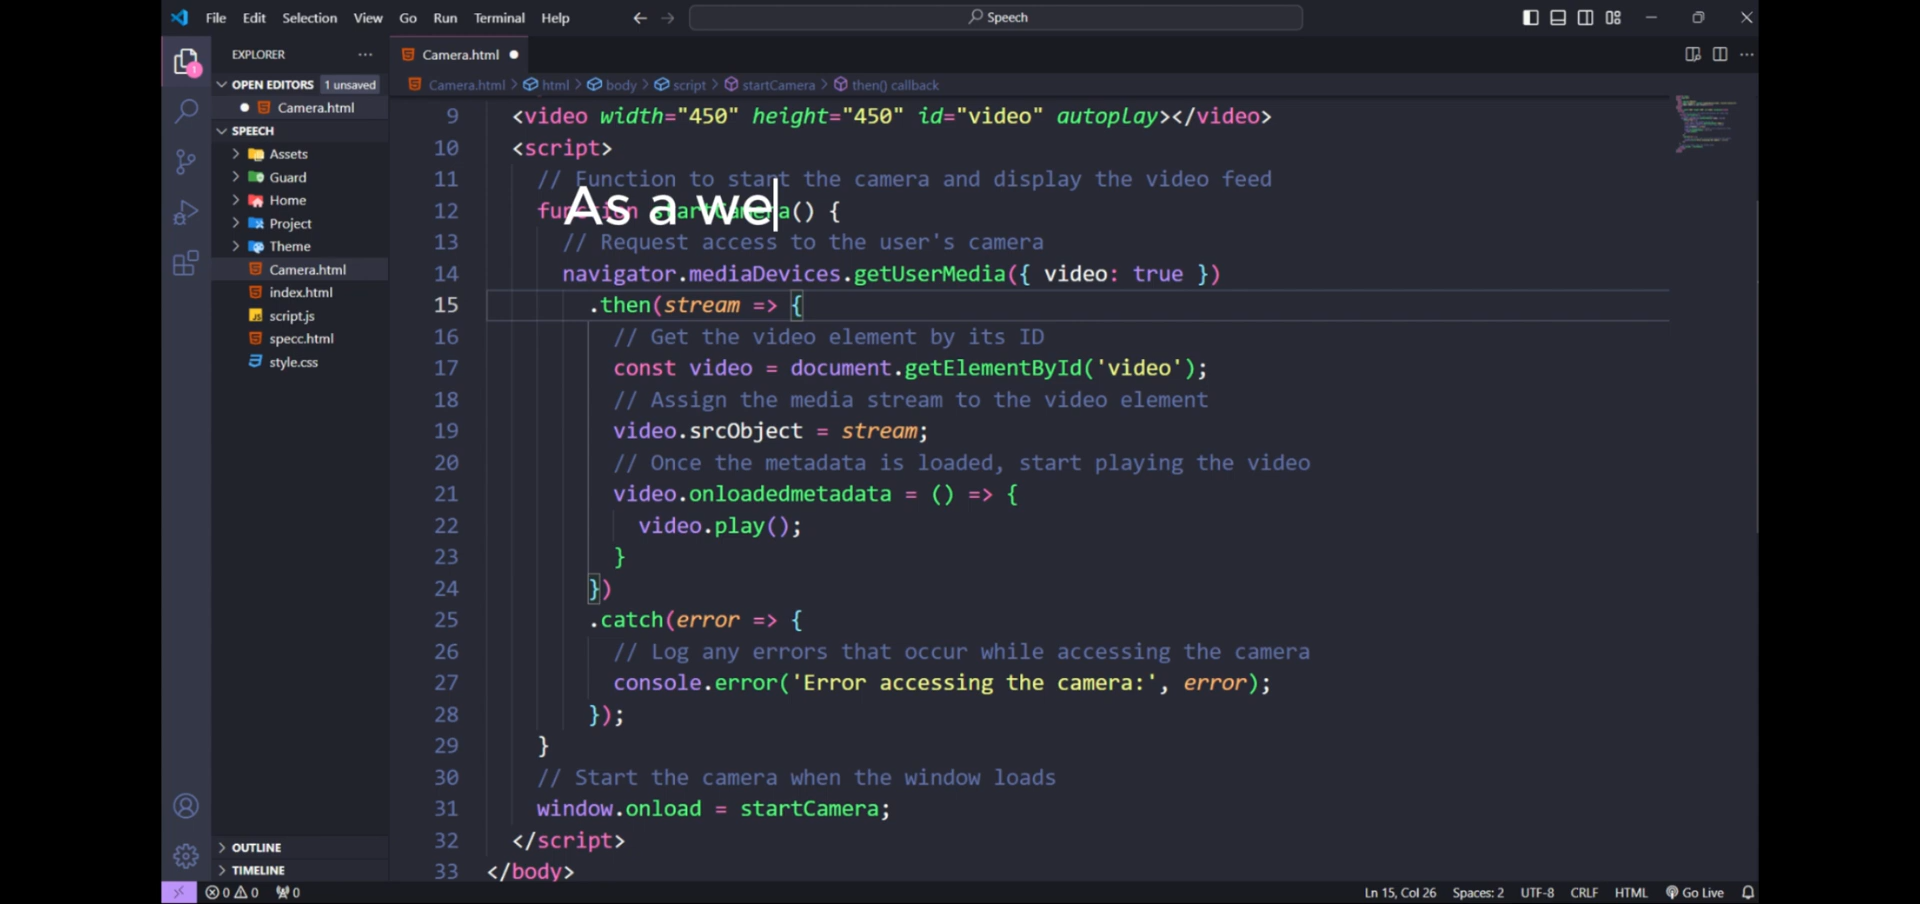 File Edit Selection View Go Run Terminal Help
Speech
EXPLORER
OPEN EDITORS 1 unsaved
Camera.html
SPEECH
Assets
Guard
Home
Project
Theme
Camera.html
index.html
script.js
specc.html
style.css
OUTLINE
TIMELINE
Camera.html
Camera.html > html > body > script > startCamera > then() callback
9 <video width="450" height="450" id="video" autoplay></video>
10 <script>
11 // Function to start the camera and display the video feed
As a we
12 function startCamera() {
13 // Request access to the user's camera
14 navigator.mediaDevices.getUserMedia({ video: true })
15 .then(stream => {
16 // Get the video element by its ID
17 const video = document.getElementById('video');
18 // Assign the media stream to the video element
19 video.srcObject = stream;
20 // Once the metadata is loaded, start playing the video
21 video.onloadedmetadata = () => {
22 video.play();
23 }
24 })
25 .catch(error => {
26 // Log any errors that occur while accessing the camera
27 console.error('Error accessing the camera:', error);
28 });
29 }
30 // Start the camera when the window loads
31 window.onload = startCamera;
32 </script>
33 </body>
0 0 0 Ln 15, Col 26 Spaces: 2 UTF-8 CRLF HTML Go Live